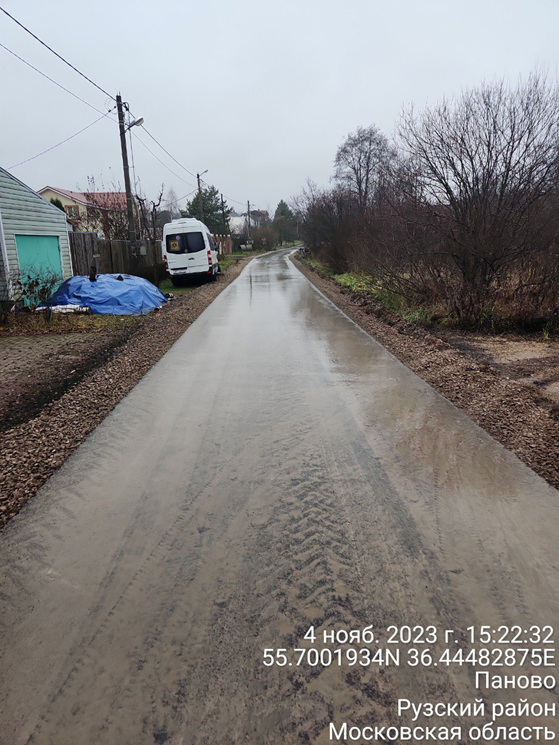 4 нояб. 2023 г. 15:22:32
55.7001934N 36.44482875E
Паново
Рузский район
Московская область